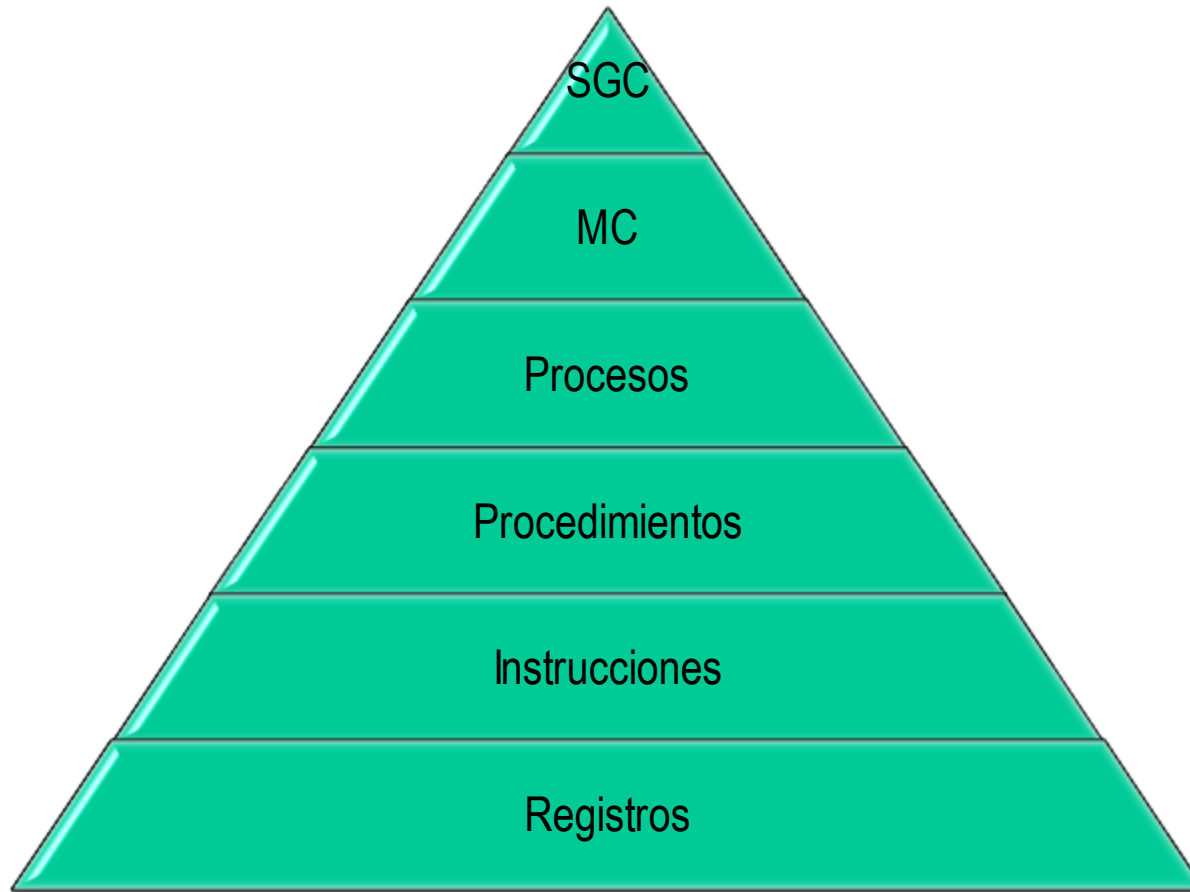 SGC
MC
Procesos
Procedimientos
Instrucciones
Registros